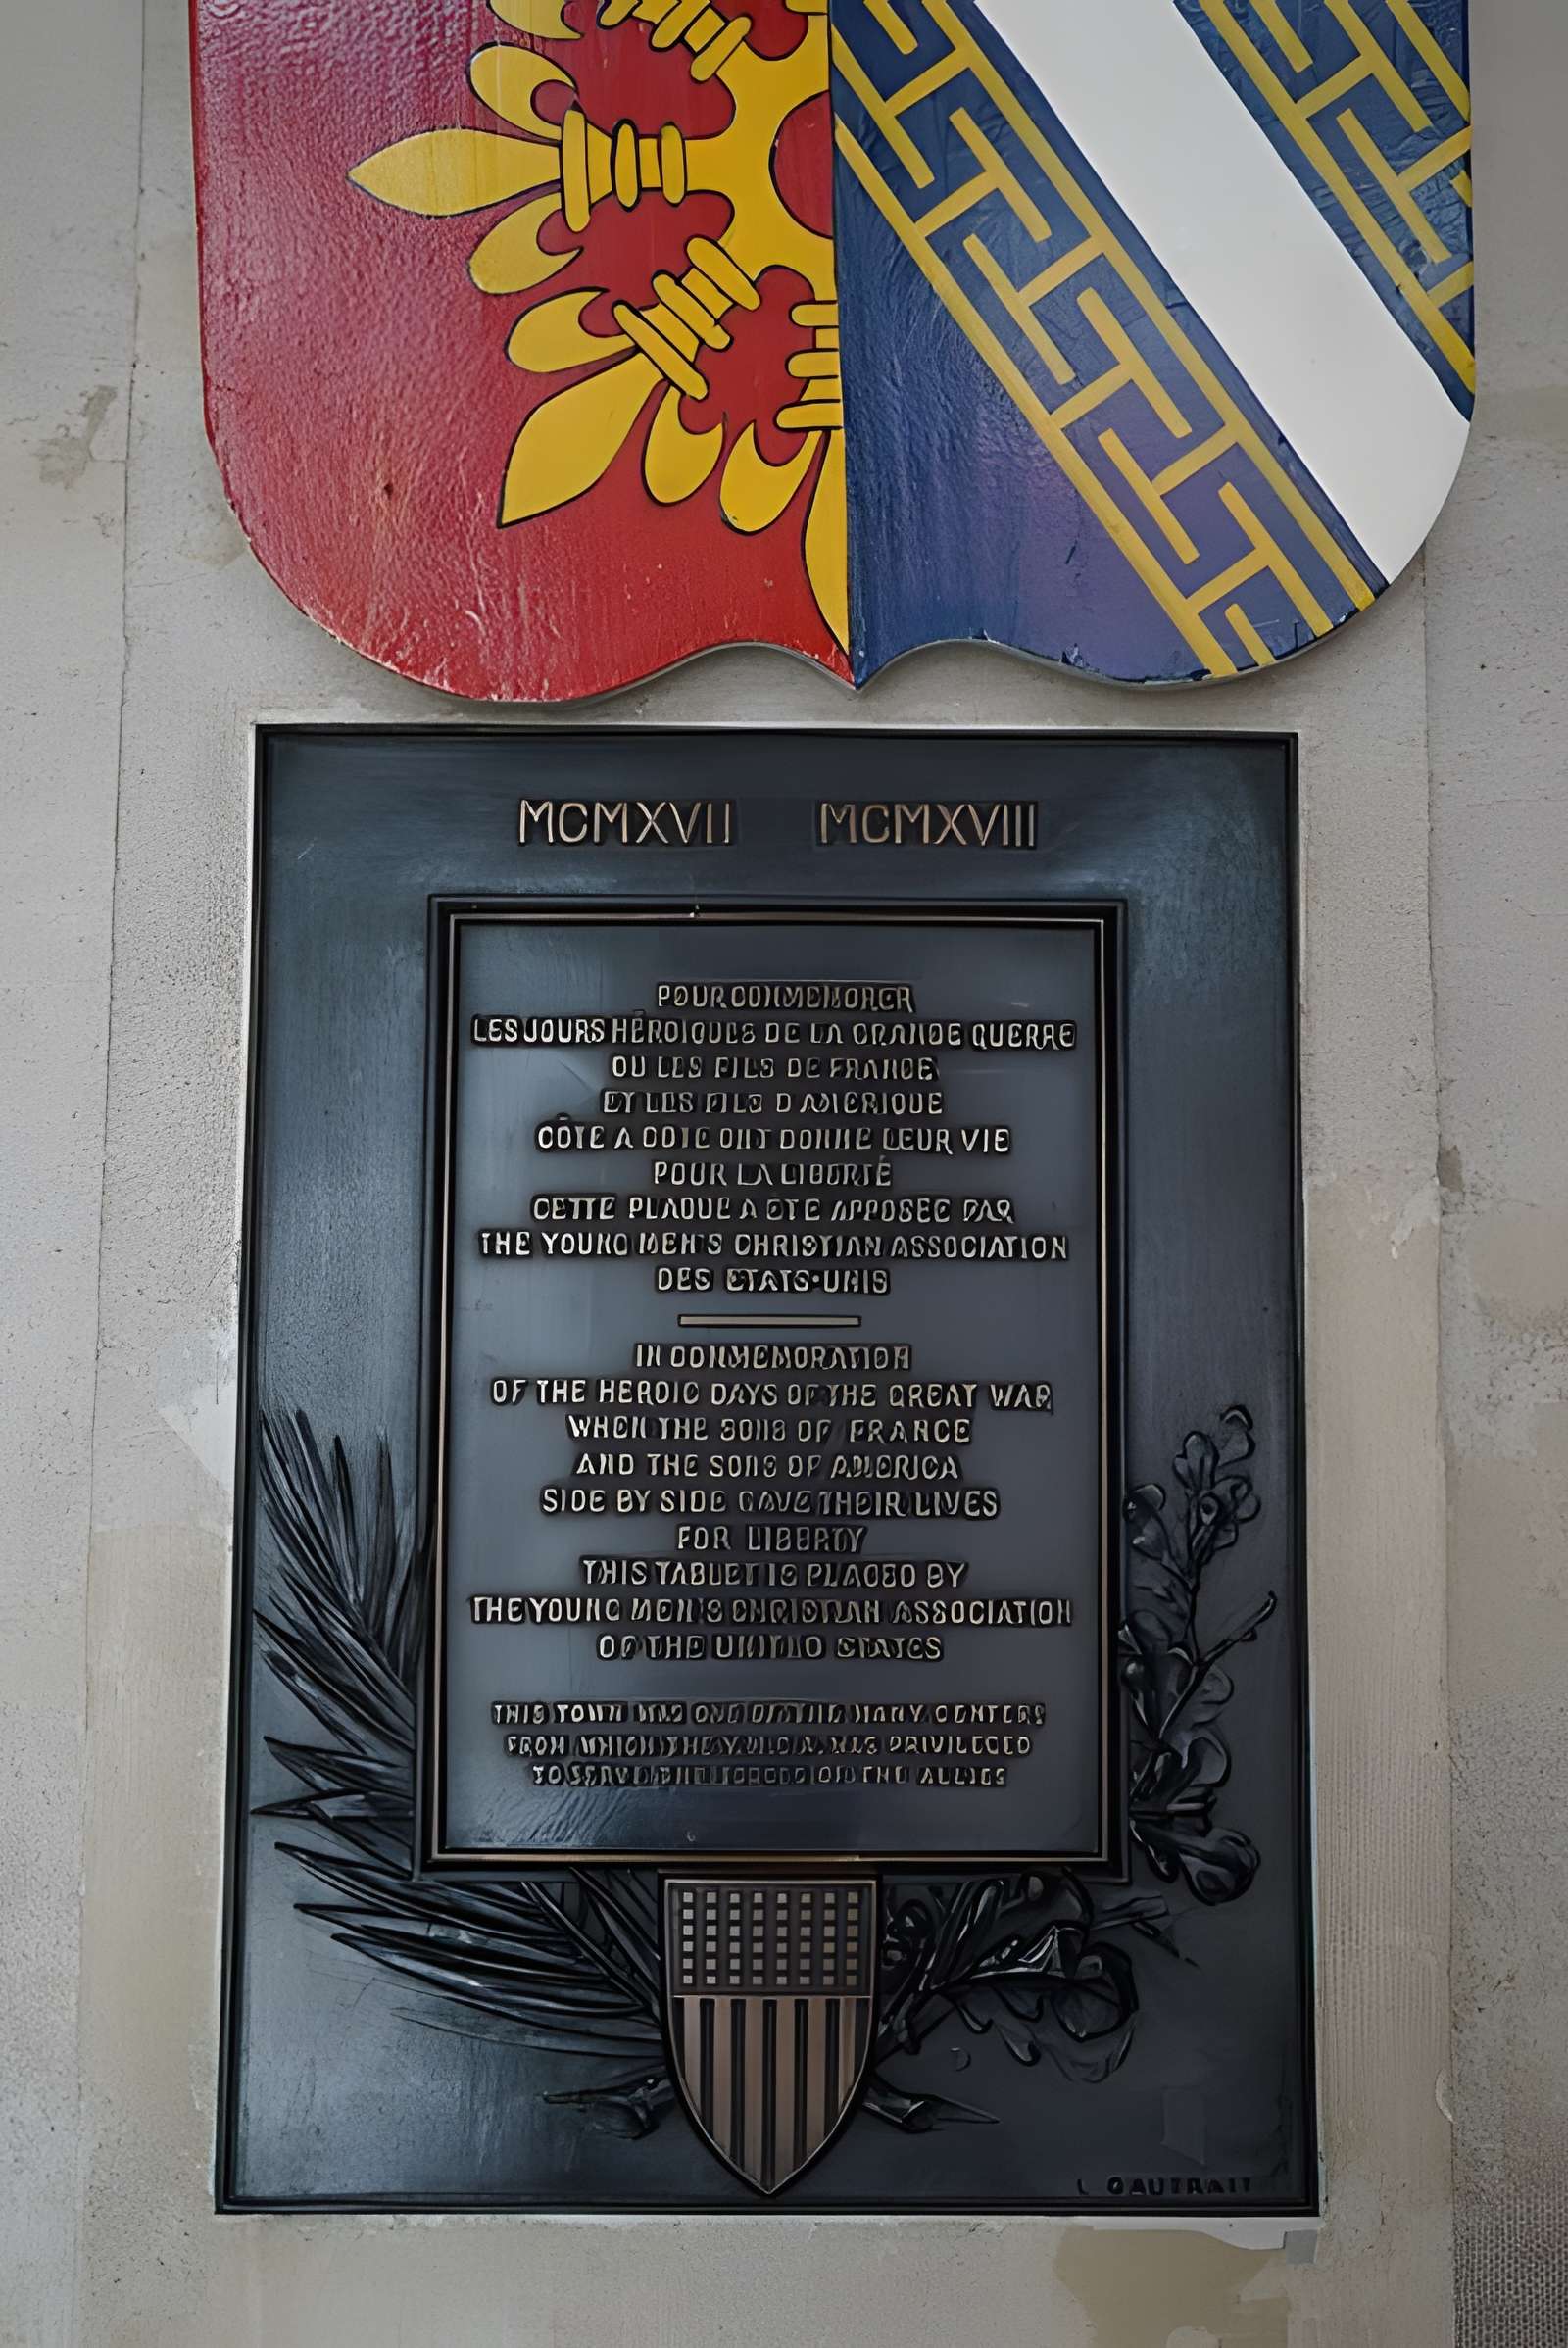 MCMXVII MCMXVIII
POUR COMMEMORER
LES JOURS HÉROIQUES DE LA GRANDE GUERRE
OU LES FILS DE FRANCE
ET LES FILS D AMERIQUE
CÔTE A COTE ONT DONNE LEUR VIE
POUR LA LIBERTÉ
CETTE PLAQUE A ÉTE APPOSEE PAR
THE YOUNG MEN'S CHRISTIAN ASSOCIATION
DES ETATS-UNIS
IN COMMEMORATION
OF THE HEROIC DAYS OF THE GREAT WAR
WHEN THE SONS OF FRANCE
AND THE SONS OF AMERICA
SIDE BY SIDE GAVE THEIR LIVES
FOR LIBERTY
THIS TABLET IS PLACED BY
THE YOUNG MEN'S CHRISTIAN ASSOCIATION
OF THE UNITED STATES
THIS TOWN WAS ONE OF THE MANY CENTERS
FROM WHICH THE Y.M.C.A. WAS PRIVILEGED
TO SERVE THE FORCES OF THE ALLIES
L GAUTRAIT